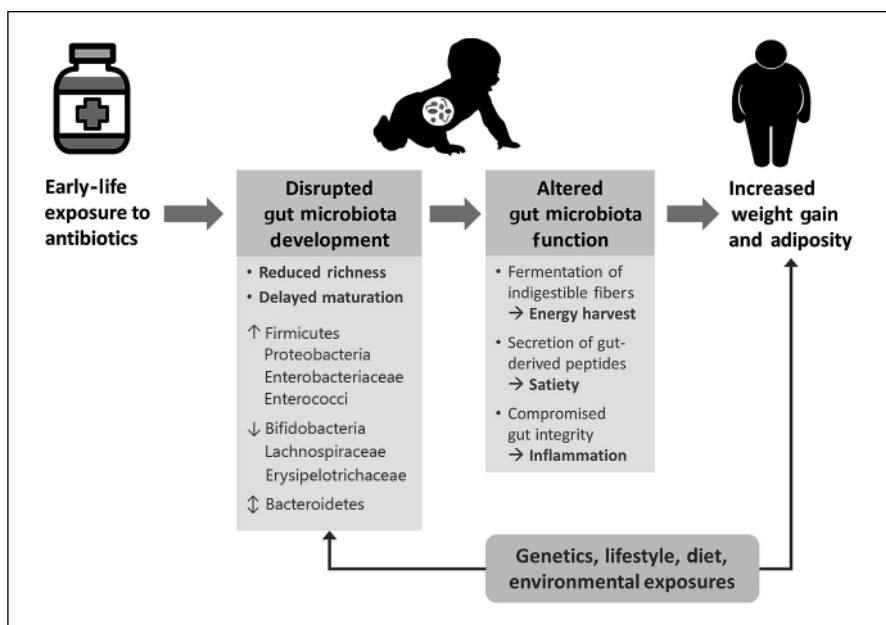 Early-life
exposure to
antibiotics
Disrupted
gut microbiota
development
• Reduced richness
• Delayed maturation
↑ Firmicutes
Proteobacteria
Enterobacteriaceae
Enterococci
↓ Bifidobacteria
Lachnospiraceae
Erysipelotrichaceae
↕ Bacteroidetes
Altered
gut microbiota
function
• Fermentation of
indigestible fibers
→ Energy harvest
• Secretion of gut-
derived peptides
→ Satiety
• Compromised
gut integrity
→ Inflammation
Increased
weight gain
and adiposity
Genetics, lifestyle, diet,
environmental exposures